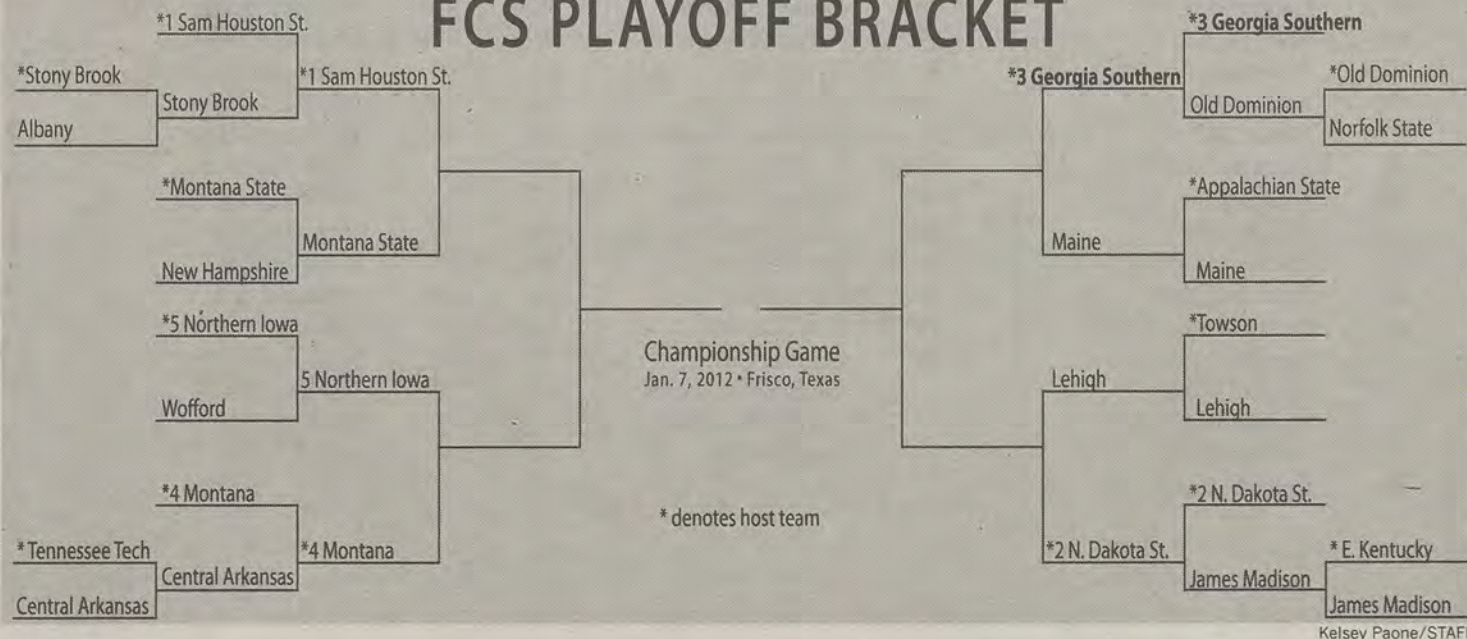 FCS PLAYOFF BRACKET
*1 Sam Houston St.
*Stony Brook
Albany
Stony Brook
*1 Sam Houston St.
*Montana State
New Hampshire
Montana State
*5 Northern Iowa
Wofford
5 Northern Iowa
*4 Montana
*Tennessee Tech
Central Arkansas
Central Arkansas
*4 Montana
Championship Game
Jan. 7, 2012 • Frisco, Texas
* denotes host team
*3 Georgia Southern
*3 Georgia Southern
Old Dominion
*Old Dominion
Norfolk State
*Appalachian State
Maine
Maine
*Towson
Lehigh
Lehigh
*2 N. Dakota St.
*2 N. Dakota St.
James Madison
* E. Kentucky
James Madison
Kelsey Paone/STAF